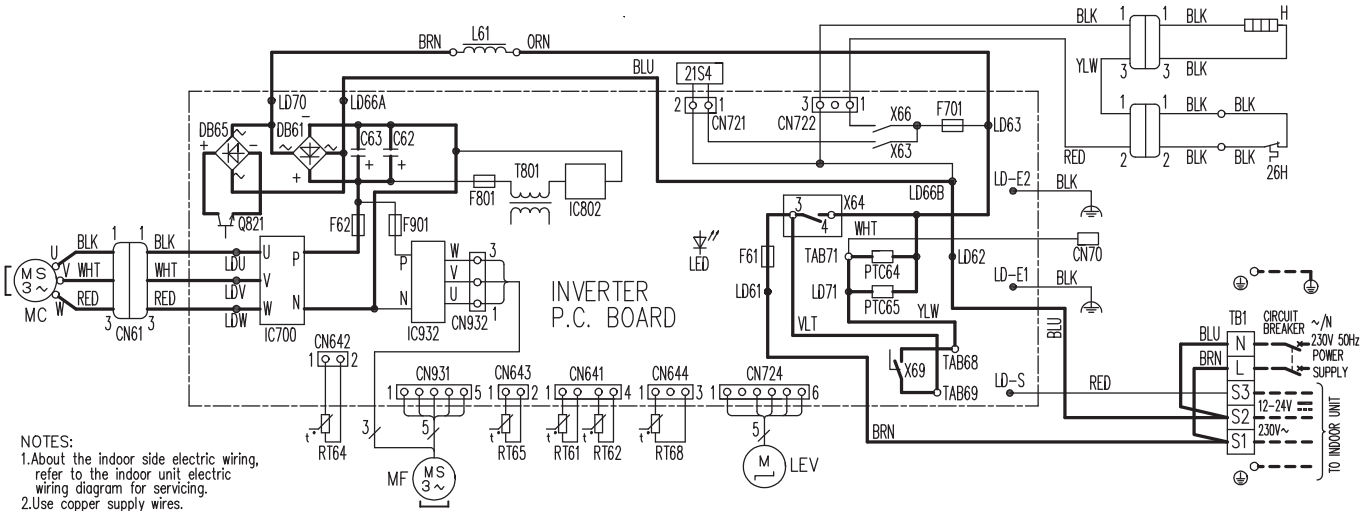 BLK 1 1 BLK H
BRN L61 ORN
BLU
YLW 3 3 BLK
21S4
LD70 LD66A
2 1 CN721
3 1 CN722
X66 F701
X63
LD63
1 1 BLK BLK
DB65 DB61 C63 C62
+ ~ - ~ + ~ - ~ + +
RED 2 2 BLK BLK
26H
T801
F801 IC802
LD66B
LD-E2 BLK
Q821
F62 F901
3 X64
4
WHT
CN70
LED
TAB71
PTC64
LD62
F61
LD61
LD71
PTC65
LD-E1 BLK
U BLK 1 1 BLK LDU U P
MS 3~ V WHT WHT LDV V
W RED 3 3 RED LDW W N
MC
CN61
IC700
P W 3
V
N U 1
IC932 CN932
INVERTER
P.C. BOARD
YLW
BLU
VLT
X69
TAB68
TAB69
TB1 CIRCUIT BREAKER
~/N
230V 50Hz
POWER
SUPPLY
BLU N
BRN L
LD-S RED S3
12-24V
S2
230V~
S1
TO INDOOR UNIT
CN642
1 2
CN931
1 5
CN643
1 2
CN641
1 4
CN644
1 3
CN724
1 6
BRN
t° RT64
3
5
t° RT65
t° RT61
t° RT62
t° RT68
5
MF MS 3~
M LEV
NOTES:
1.About the indoor side electric wiring,
refer to the indoor unit electric
wiring diagram for servicing.
2.Use copper supply wires.